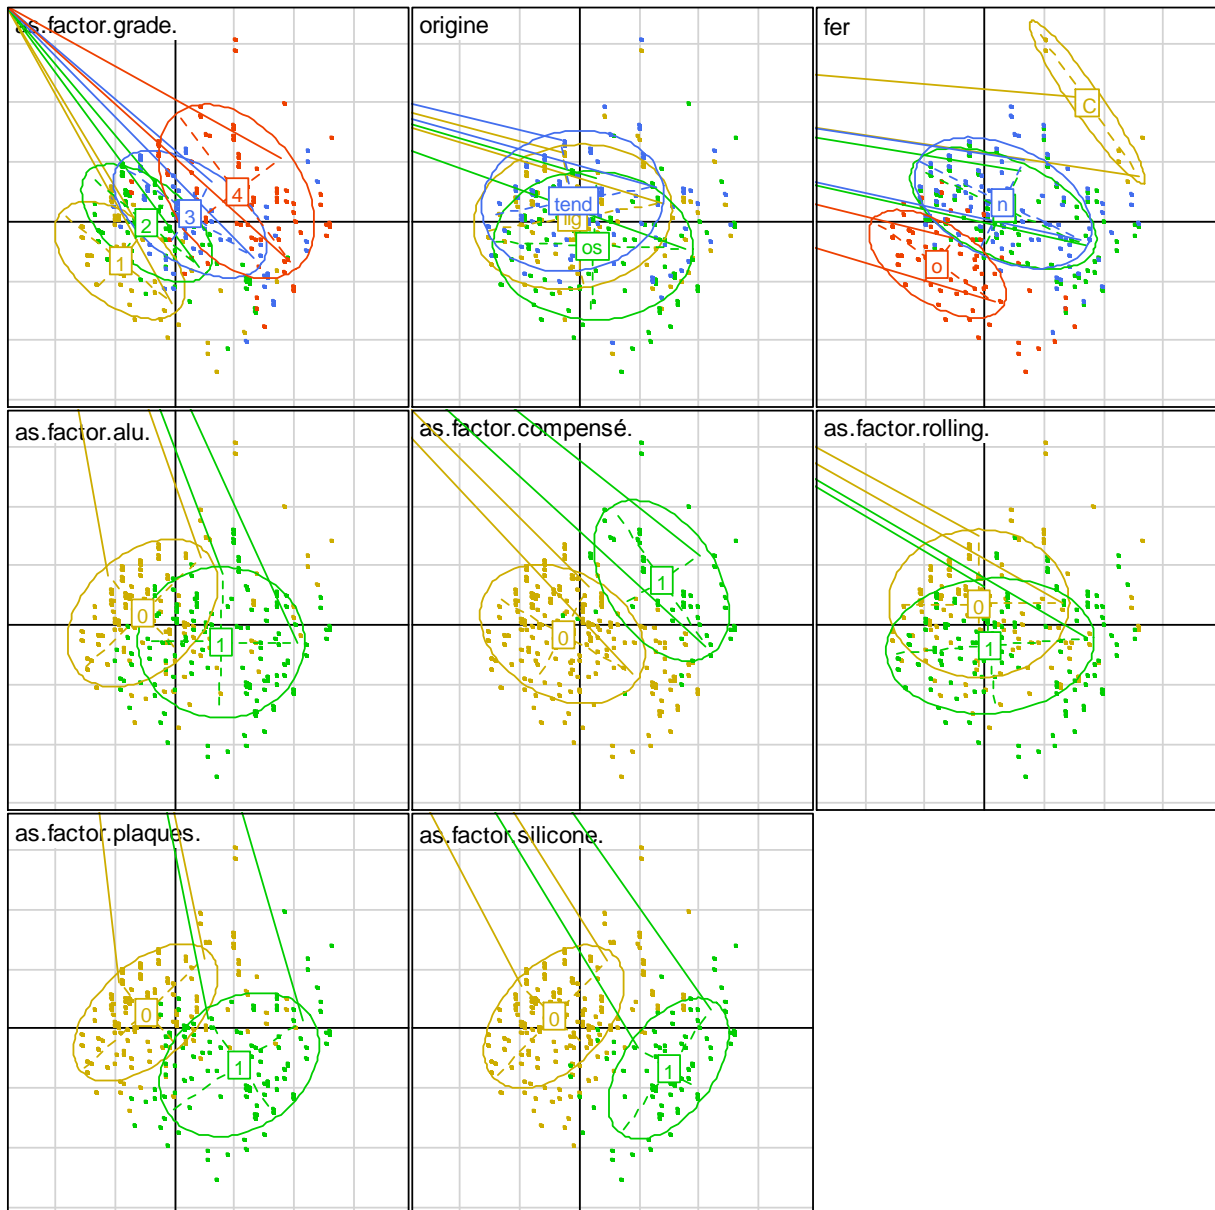 as.factor.grade.
4
3
2
1
origine
tend
lig
os
fer
C
n
o
as.factor.alu.
0
1
as.factor.compensé.
1
0
as.factor.rolling.
0
1
as.factor.plaques.
0
1
as.factor.silicone.
0
1